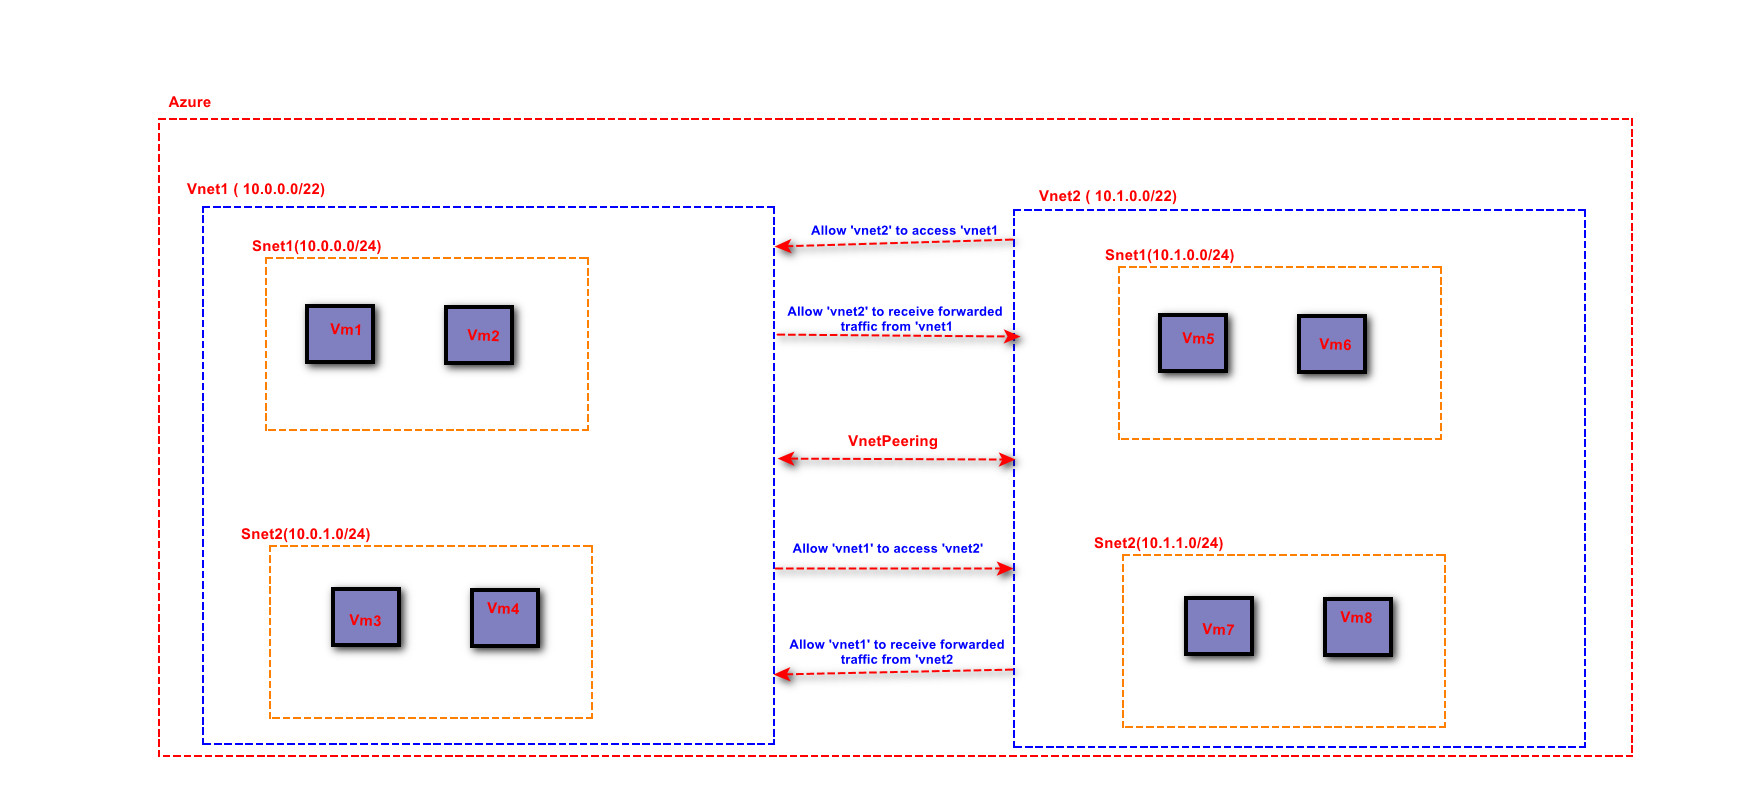 Azure
Vnet1 ( 10.0.0.0/22)
Snet1(10.0.0.0/24)
Vm1
Vm2
Snet2(10.0.1.0/24)
Vm3
Vm4
Allow 'vnet2' to access 'vnet1
Allow 'vnet2' to receive forwarded
traffic from 'vnet1
VnetPeering
Allow 'vnet1' to access 'vnet2'
Allow 'vnet1' to receive forwarded
traffic from 'vnet2
Vnet2 ( 10.1.0.0/22)
Snet1(10.1.0.0/24)
Vm5
Vm6
Snet2(10.1.1.0/24)
Vm7
Vm8